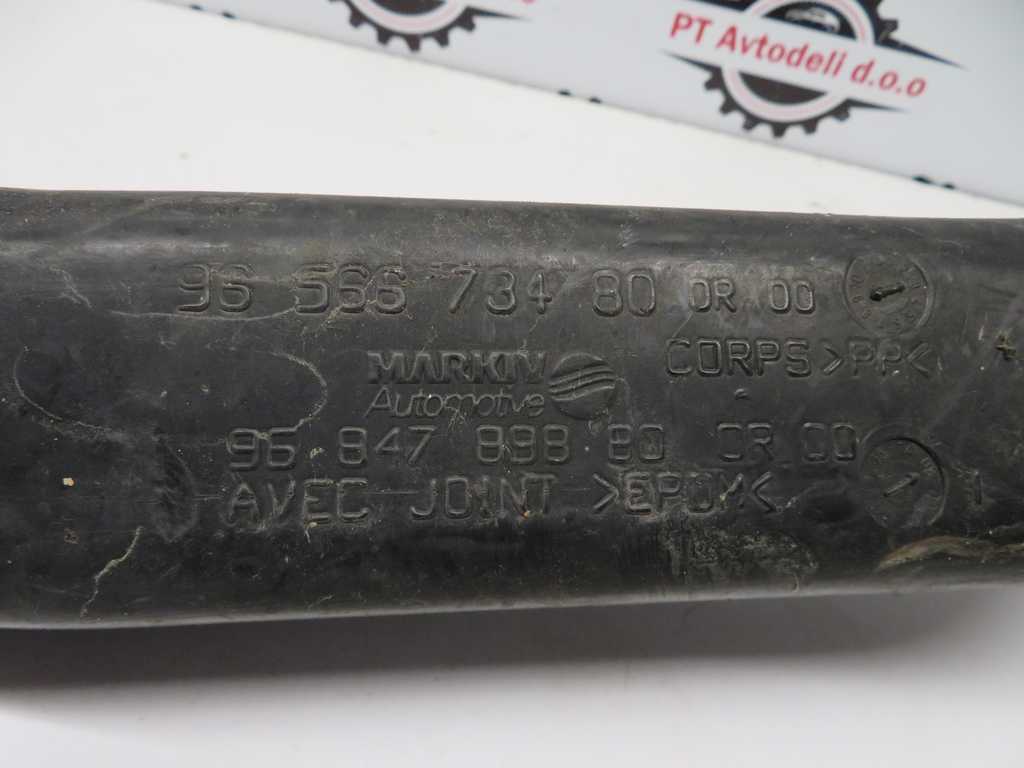 PT Avtodeli d.o.o
96 566 734 80 OR 00
CORPS >PP<
MARKIV
Automotive
96 847 898 80 OR 00
AVEC JOINT >EPDM<